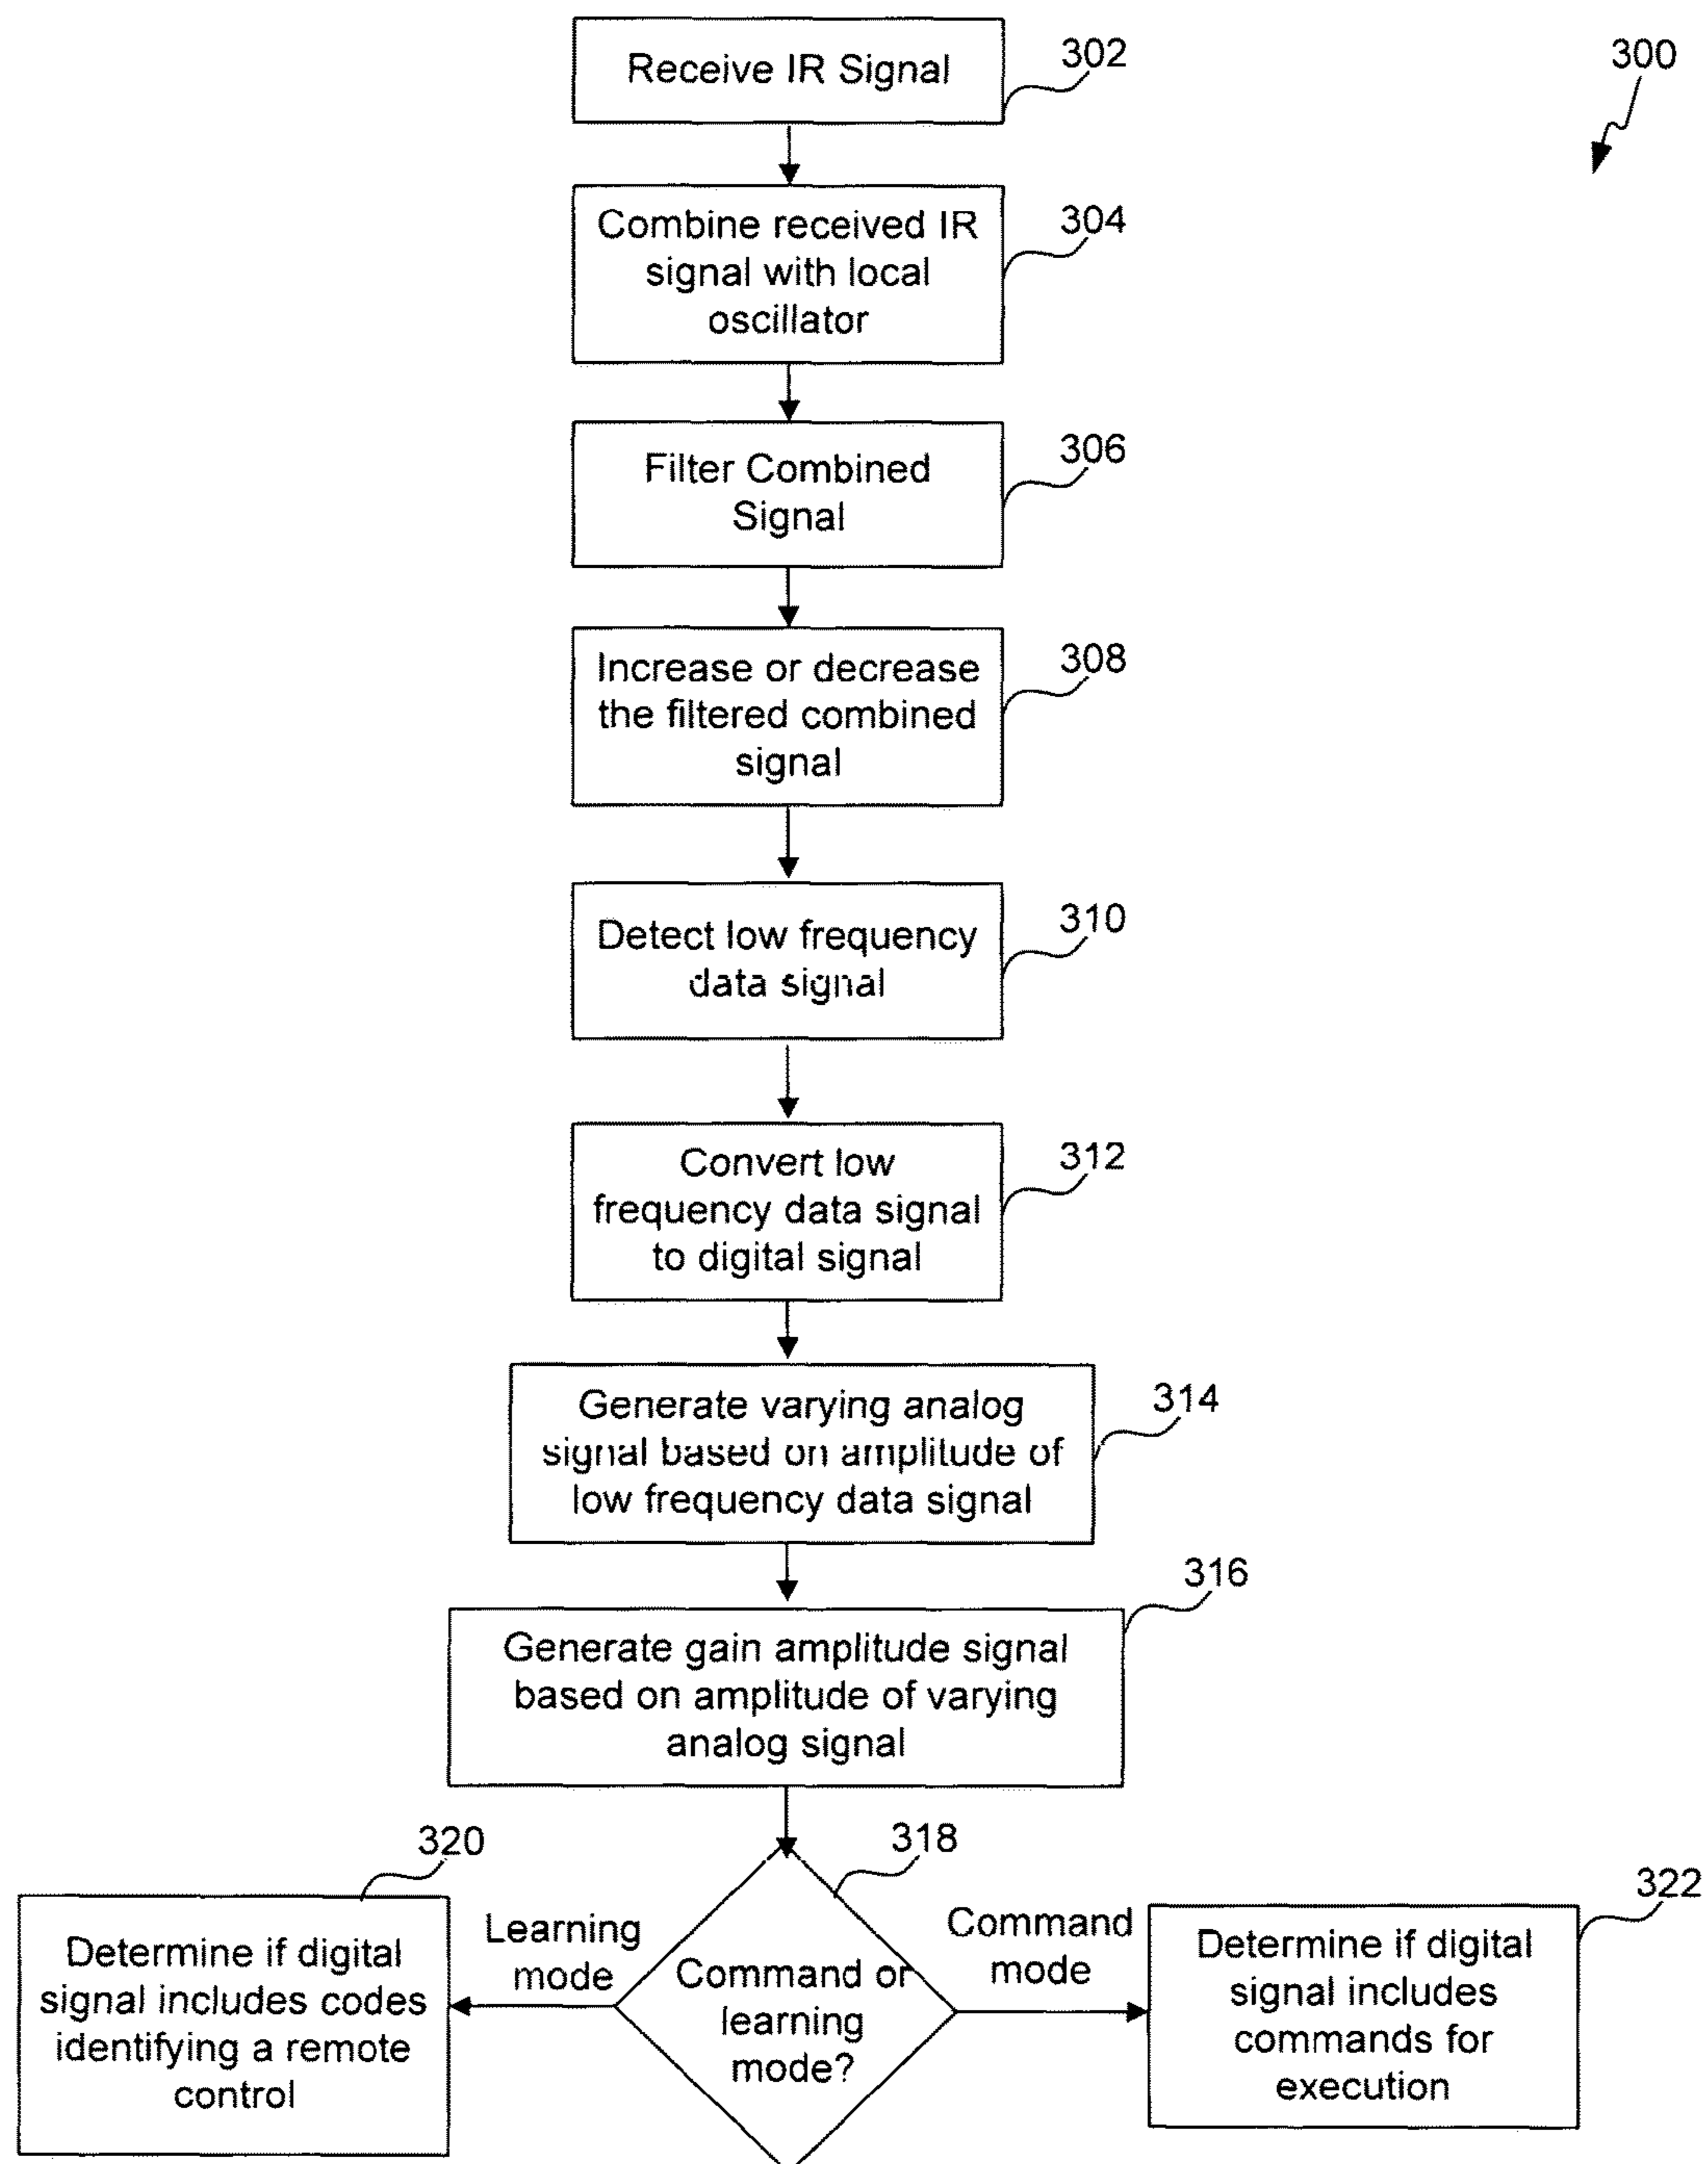 Receive IR Signal
302
300
Combine received IR
signal with local
oscillator
304
Filter Combined
Signal
306
Increase or decrease
the filtered combined
signal
308
Detect low frequency
data signal
310
Convert low
frequency data signal
to digital signal
312
Generate varying analog
signal based on amplitude of
low frequency data signal
314
Generate gain amplitude signal
based on amplitude of varying
analog signal
316
318
Command or
learning
mode?
Learning
mode
320
Determine if digital
signal includes codes
identifying a remote
control
Command
mode
322
Determine if digital
signal includes
commands for
execution